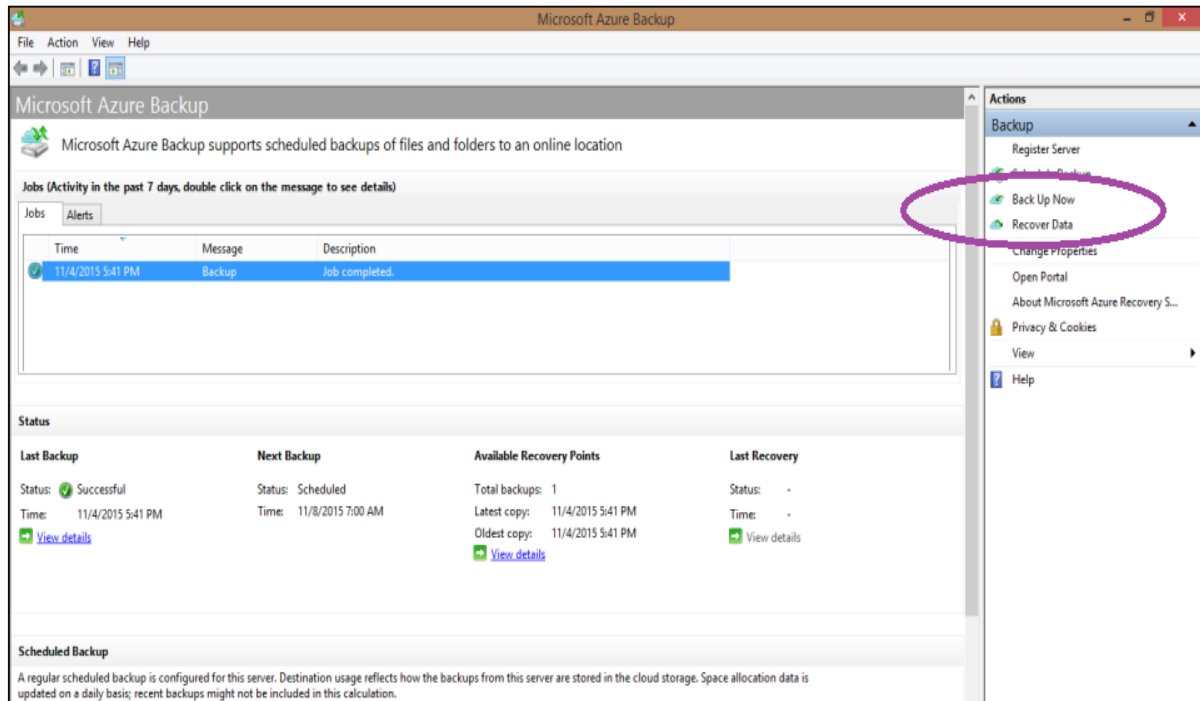 Microsoft Azure Backup
File Action View Help
Microsoft Azure Backup
Microsoft Azure Backup supports scheduled backups of files and folders to an online location
Jobs (Activity in the past 7 days, double click on the message to see details)
Jobs Alerts
Time Message Description
11/4/2015 5:41 PM Backup Job completed.
Status
Last Backup Next Backup Available Recovery Points Last Recovery
Status: Successful Status: Scheduled Total backups: 1 Status: -
Time: 11/4/2015 5:41 PM Time: 11/8/2015 7:00 AM Latest copy: 11/4/2015 5:41 PM Time: -
View details Oldest copy: 11/4/2015 5:41 PM View details
View details
Scheduled Backup
A regular scheduled backup is configured for this server. Destination usage reflects how the backups from this server are stored in the cloud storage. Space allocation data is
updated on a daily basis; recent backups might not be included in this calculation.
Actions
Backup
Register Server
Schedule Backup
Back Up Now
Recover Data
Change Properties
Open Portal
About Microsoft Azure Recovery S...
Privacy & Cookies
View
Help